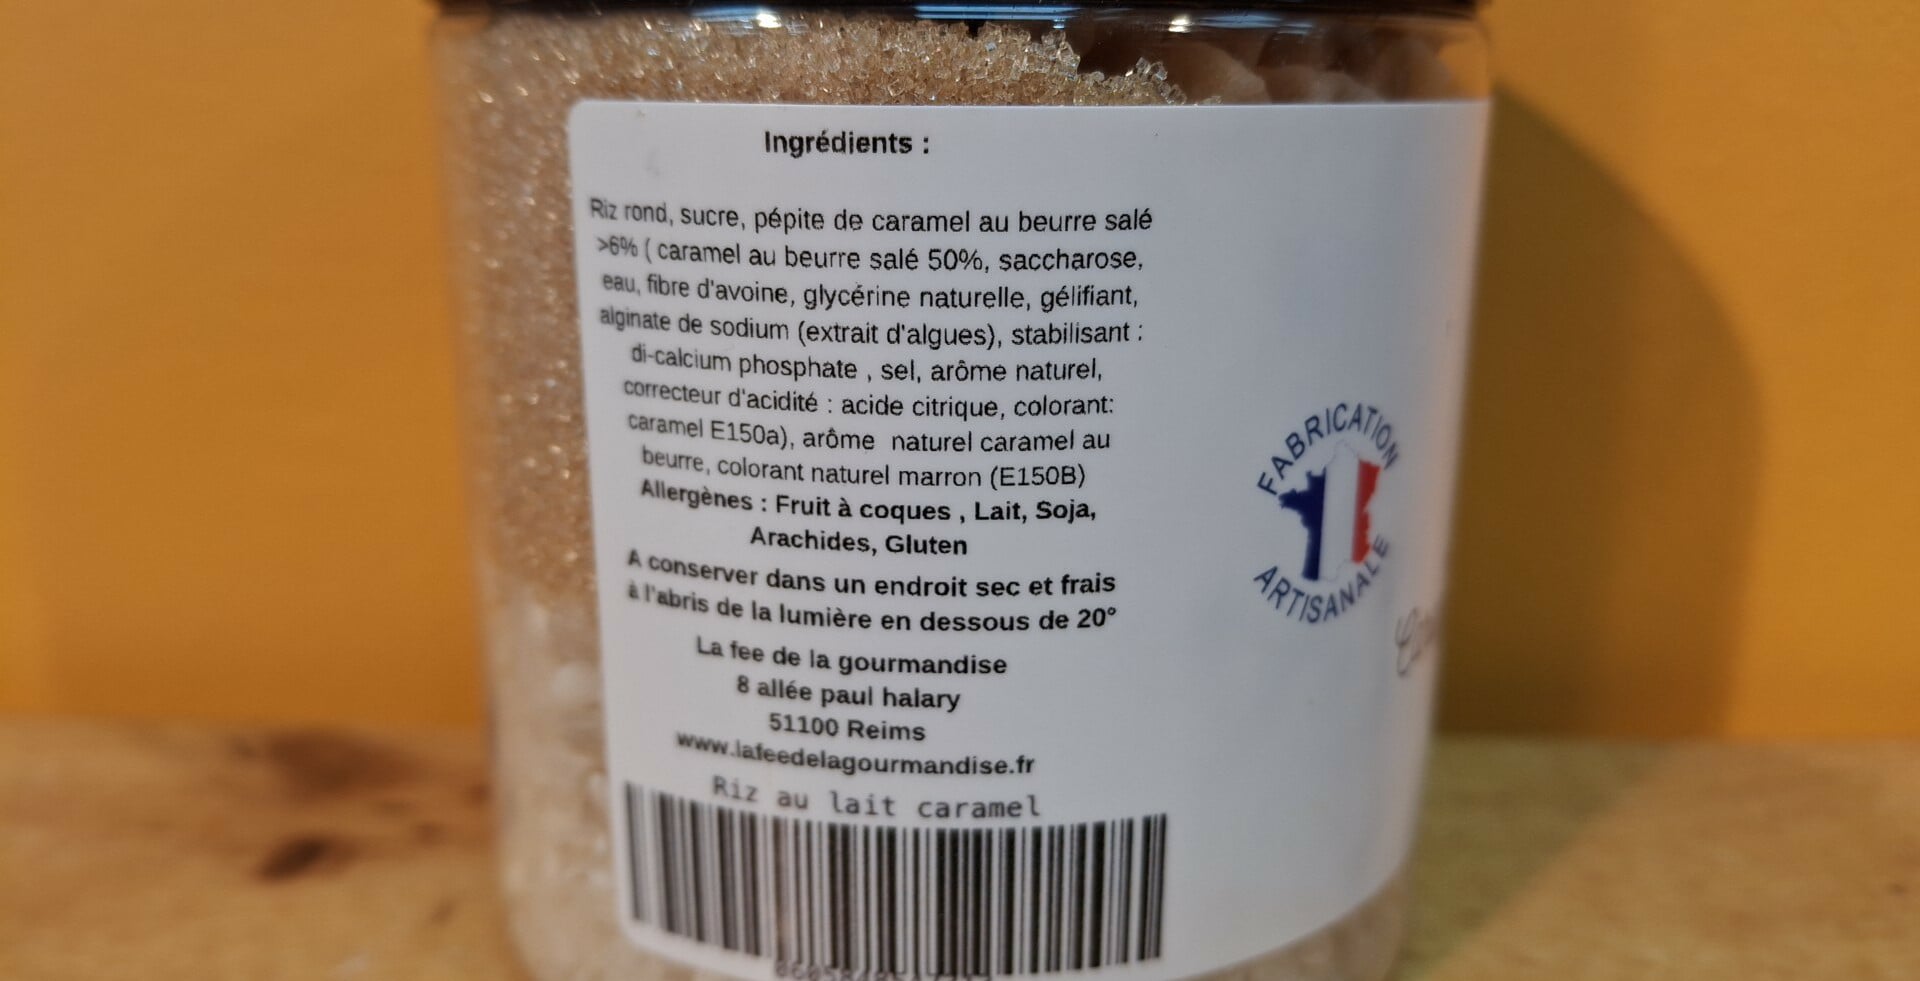 Ingrédients :
Riz rond, sucre, pépite de caramel au beurre salé
>6% ( caramel au beurre salé 50%, saccharose,
eau, fibre d'avoine, glycérine naturelle, gélifiant,
alginate de sodium (extrait d'algues), stabilisant :
di-calcium phosphate , sel, arôme naturel,
correcteur d'acidité : acide citrique, colorant:
caramel E150a), arôme naturel caramel au
beurre, colorant naturel marron (E150B)
Allergènes : Fruit à coques , Lait, Soja,
Arachides, Gluten
A conserver dans un endroit sec et frais
à l'abris de la lumière en dessous de 20°
La fee de la gourmandise
8 allée paul halary
51100 Reims
www.lafeedelagourmandise.fr
Riz au lait caramel
FABRICATION
ARTISANALE